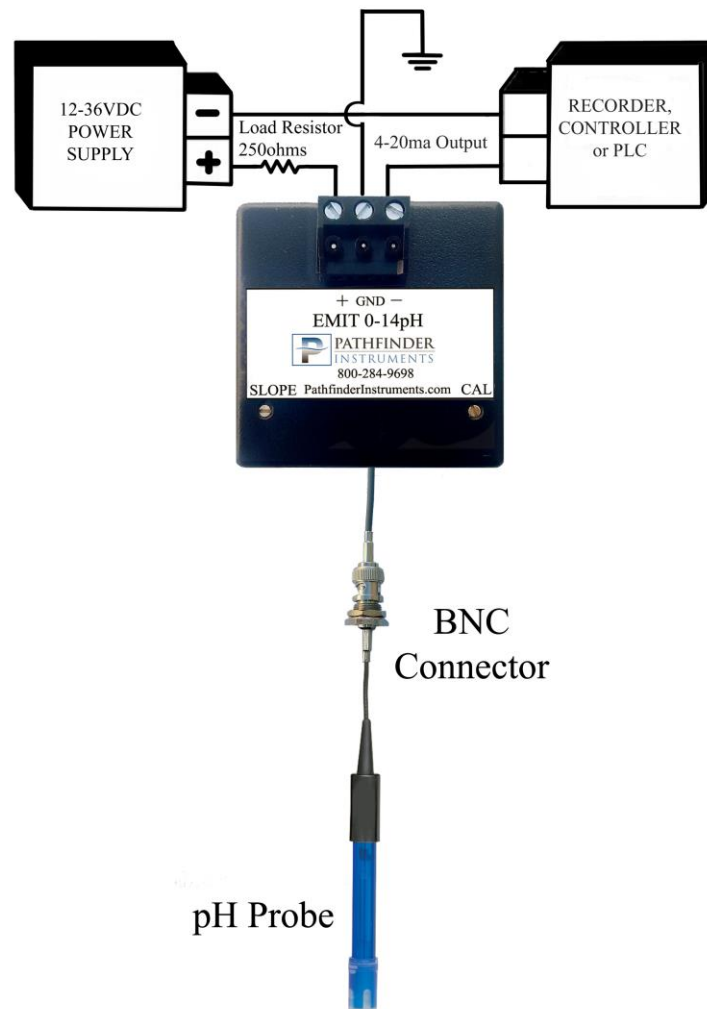 12-36VDC
POWER
SUPPLY
-
+
Load Resistor
250ohms
4-20ma Output
RECORDER,
CONTROLLER
or PLC
+ GND -
EMIT 0-14pH
P PATHFINDER
INSTRUMENTS
800-284-9698
SLOPE PathfinderInstruments.com CAL
BNC
Connector
pH Probe